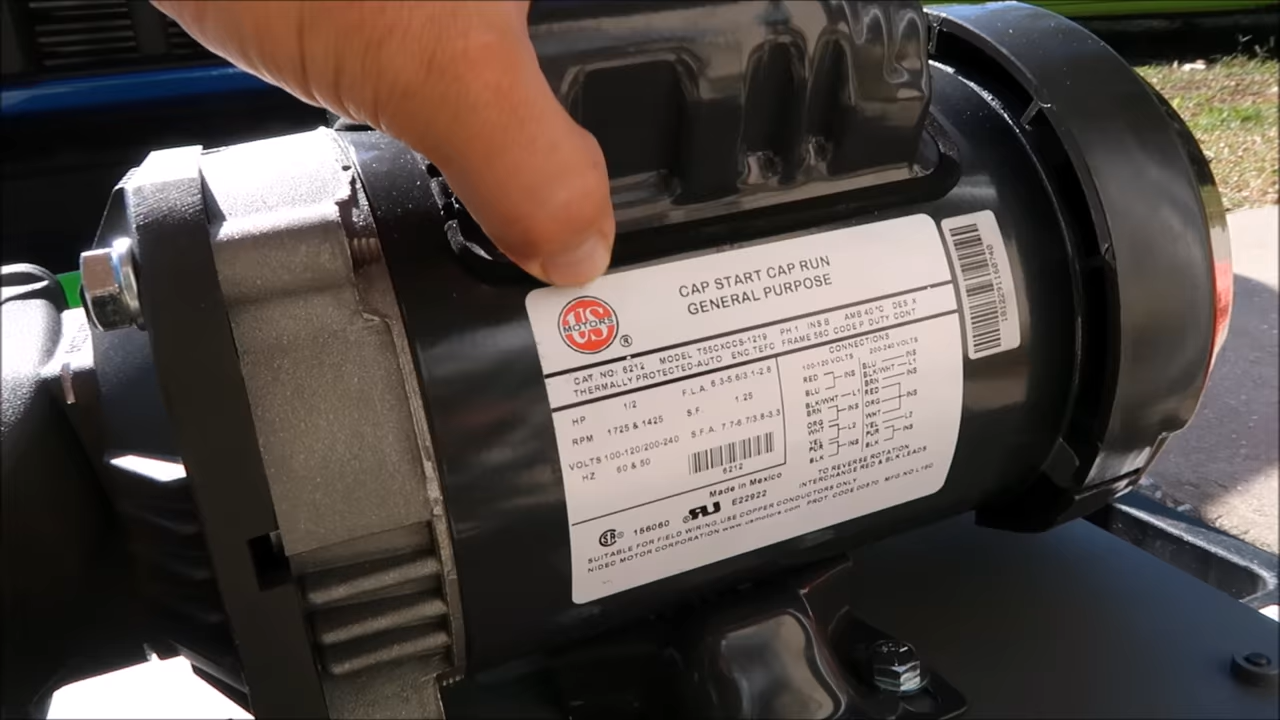 CAP START CAP RUN
GENERAL PURPOSE
US MOTORS ®
CAT. NO. 6212 MODEL T55CXCCS-1219 PH 1 INS B AMB 40 °C DES X
THERMALLY PROTECTED-AUTO ENC.TEFC FRAME 56C CODE P DUTY CONT
HP 1/2 F.L.A. 6.3-5.6/3.1-2.8
RPM 1725 & 1425 S.F. 1.25
VOLTS 100-120/200-240 S.F.A. 7.7-6.7/3.8-3.3
HZ 60 & 50
6212
CONNECTIONS
100-120 VOLTS
RED INS
BLU
BLK/WHT L1
BRN INS
ORG
WHT L2
YEL
PUR INS
BLK
200-240 VOLTS
BLU INS
BLK/WHT L1
BRN INS
RED
ORG INS
WHT
YEL L2
PUR INS
BLK
TO REVERSE ROTATION
INTERCHANGE RED & BLK LEADS
Made in Mexico
156060 E22922
SUITABLE FOR FIELD WIRING,USE COPPER CONDUCTORS ONLY
NIDEC MOTOR CORPORATION www.usmotors.com PROT. CODE 00870 MFG.NO L18C